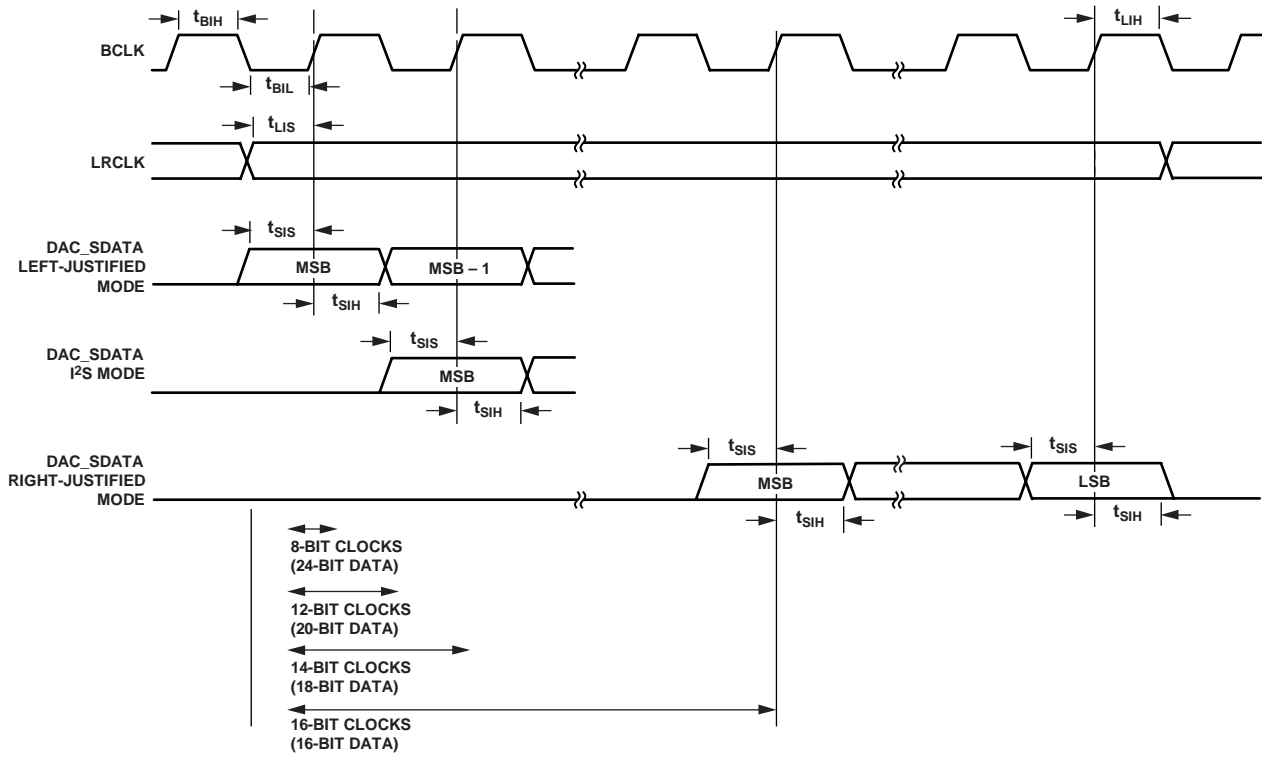 tBIH
tLIH
BCLK
tBIL
tLIS
LRCLK
tSIS
DAC_SDATA
LEFT-JUSTIFIED
MODE
MSB
MSB – 1
tSIH
tSIS
DAC_SDATA
I²S MODE
MSB
tSIH
tSIS
tSIS
DAC_SDATA
RIGHT-JUSTIFIED
MODE
MSB
LSB
tSIH
tSIH
8-BIT CLOCKS
(24-BIT DATA)
12-BIT CLOCKS
(20-BIT DATA)
14-BIT CLOCKS
(18-BIT DATA)
16-BIT CLOCKS
(16-BIT DATA)